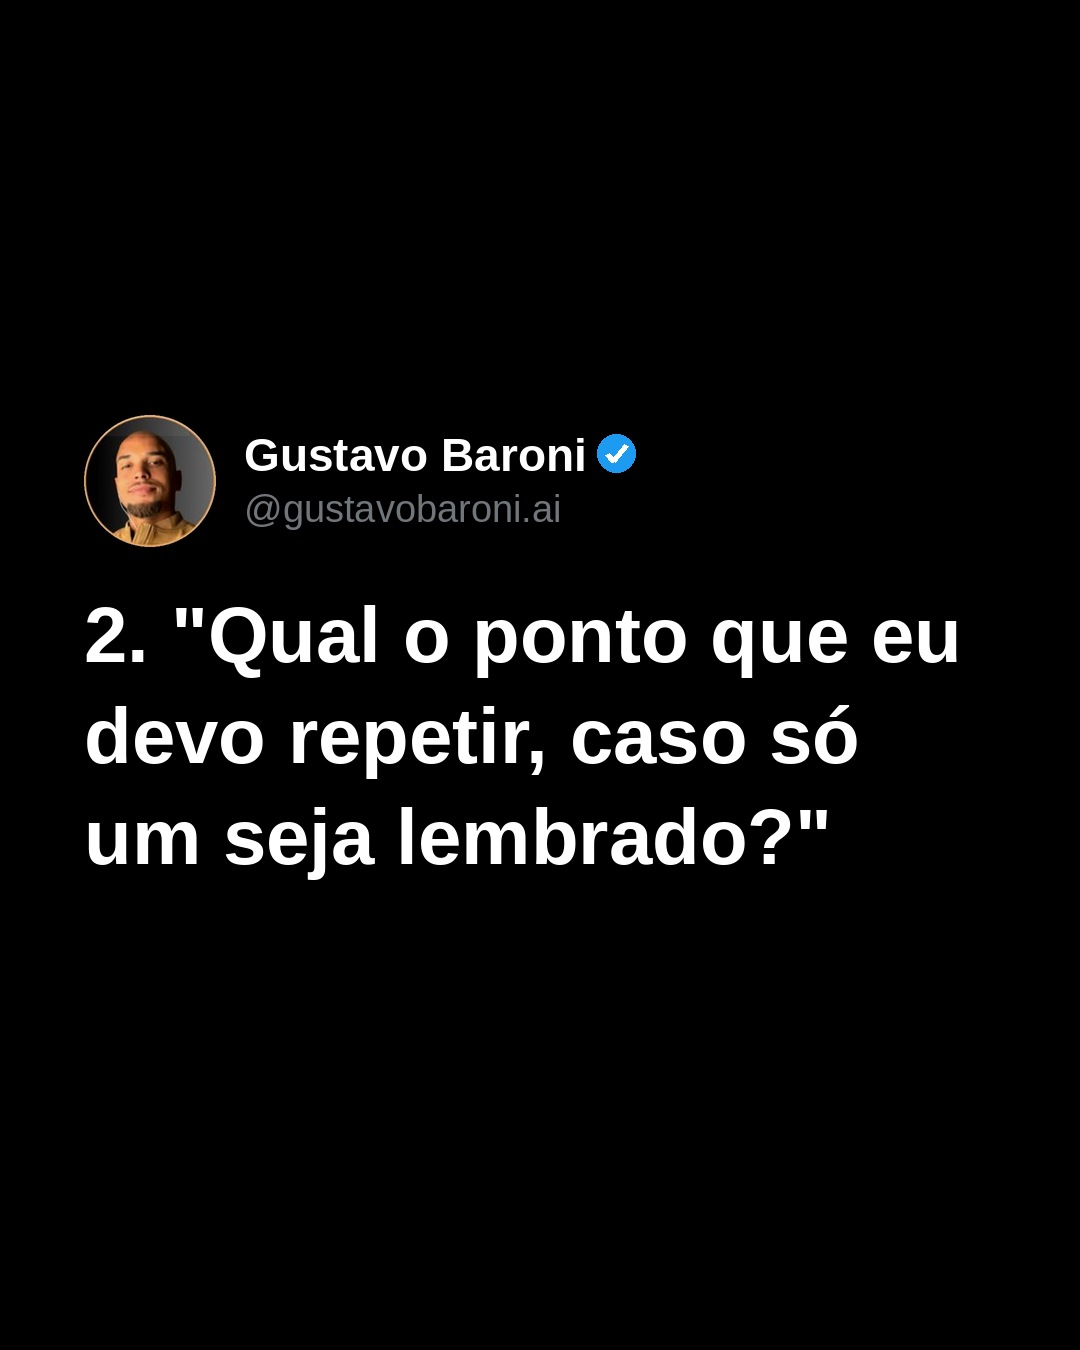 Gustavo Baroni
@gustavobaroni.ai
2. "Qual o ponto que eu
devo repetir, caso só
um seja lembrado?"